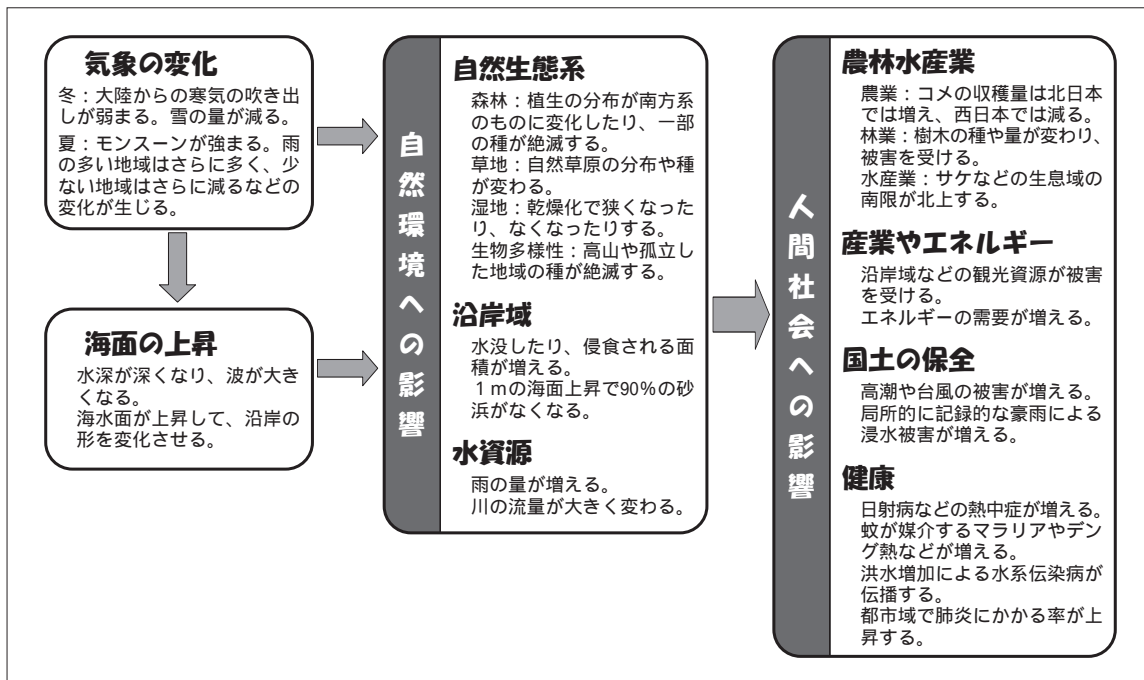 気象の変化
冬：大陸からの寒気の吹き出
しが弱まる。雪の量が減る。
夏：モンスーンが強まる。雨
の多い地域はさらに多く、少
ない地域はさらに減るなどの
変化が生じる。
海面の上昇
水深が深くなり、波が大き
くなる。
海水面が上昇して、沿岸の
形を変化させる。
自然環境への影響
自然生態系
森林：植生の分布が南方系
のものに変化したり、一部
の種が絶滅する。
草地：自然草原の分布や種
が変わる。
湿地：乾燥化で狭くなった
り、なくなったりする。
生物多様性：高山や孤立し
た地域の種が絶滅する。
沿岸域
水没したり、侵食される面
積が増える。
１ｍの海面上昇で90％の砂
浜がなくなる。
水資源
雨の量が増える。
川の流量が大きく変わる。
人間社会への影響
農林水産業
農業：コメの収穫量は北日本
では増え、西日本では減る。
林業：樹木の種や量が変わり、
被害を受ける。
水産業：サケなどの生息域の
南限が北上する。
産業やエネルギー
沿岸域などの観光資源が被害
を受ける。
エネルギーの需要が増える。
国土の保全
高潮や台風の被害が増える。
局所的に記録的な豪雨による
浸水被害が増える。
健康
日射病などの熱中症が増える。
蚊が媒介するマラリアやデン
グ熱などが増える。
洪水増加による水系伝染病が
伝播する。
都市域で肺炎にかかる率が上
昇する。